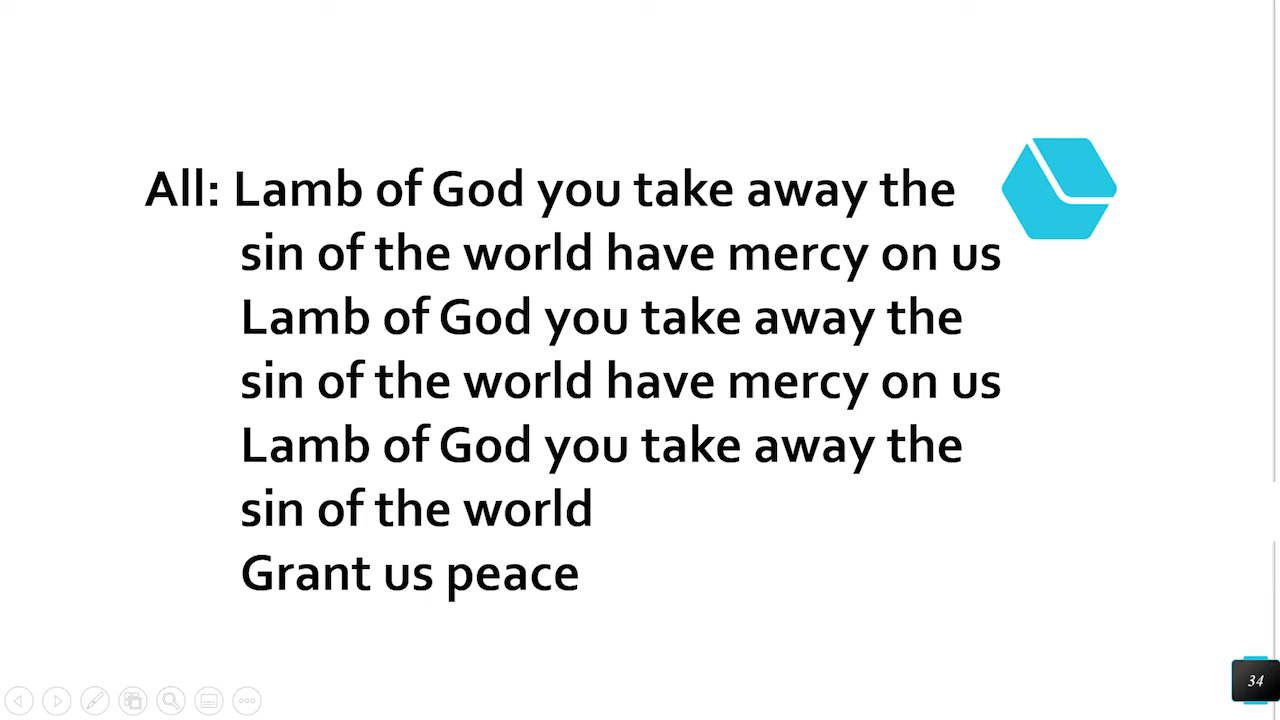 All: Lamb of God you take away the
sin of the world have mercy on us
Lamb of God you take away the
sin of the world have mercy on us
Lamb of God you take away the
sin of the world
Grant us peace
34